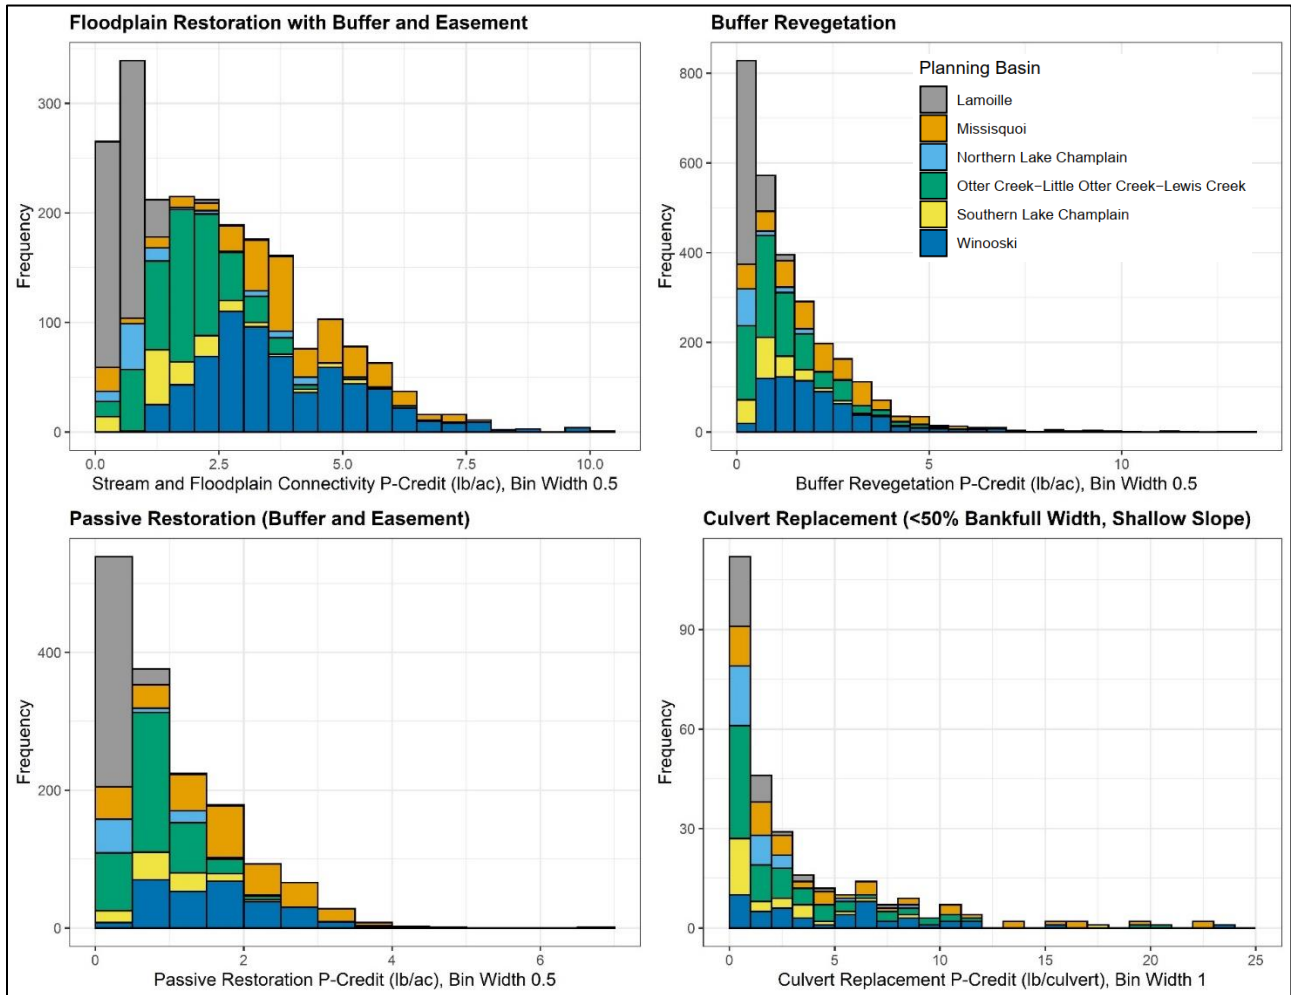 Floodplain Restoration with Buffer and Easement
Frequency
300
200
100
0
0.0 2.5 5.0 7.5 10.0
Stream and Floodplain Connectivity P-Credit (lb/ac), Bin Width 0.5
Buffer Revegetation
Frequency
800
600
400
200
0
0 5 10
Buffer Revegetation P-Credit (lb/ac), Bin Width 0.5
Planning Basin
Lamoille
Missisquoi
Northern Lake Champlain
Otter Creek−Little Otter Creek−Lewis Creek
Southern Lake Champlain
Winooski
Passive Restoration (Buffer and Easement)
Frequency
400
200
0
0 2 4 6
Passive Restoration P-Credit (lb/ac), Bin Width 0.5
Culvert Replacement (<50% Bankfull Width, Shallow Slope)
Frequency
90
60
30
0
0 5 10 15 20 25
Culvert Replacement P-Credit (lb/culvert), Bin Width 1